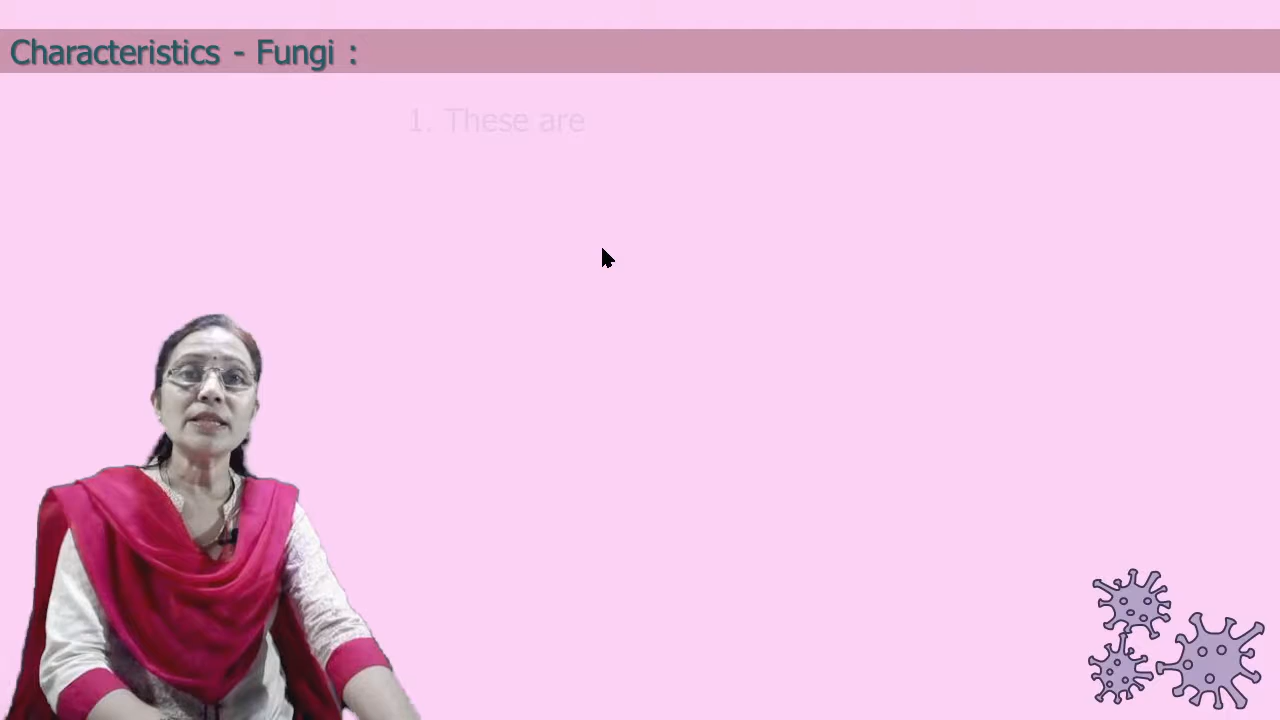 Characteristics - Fungi :
1. These are